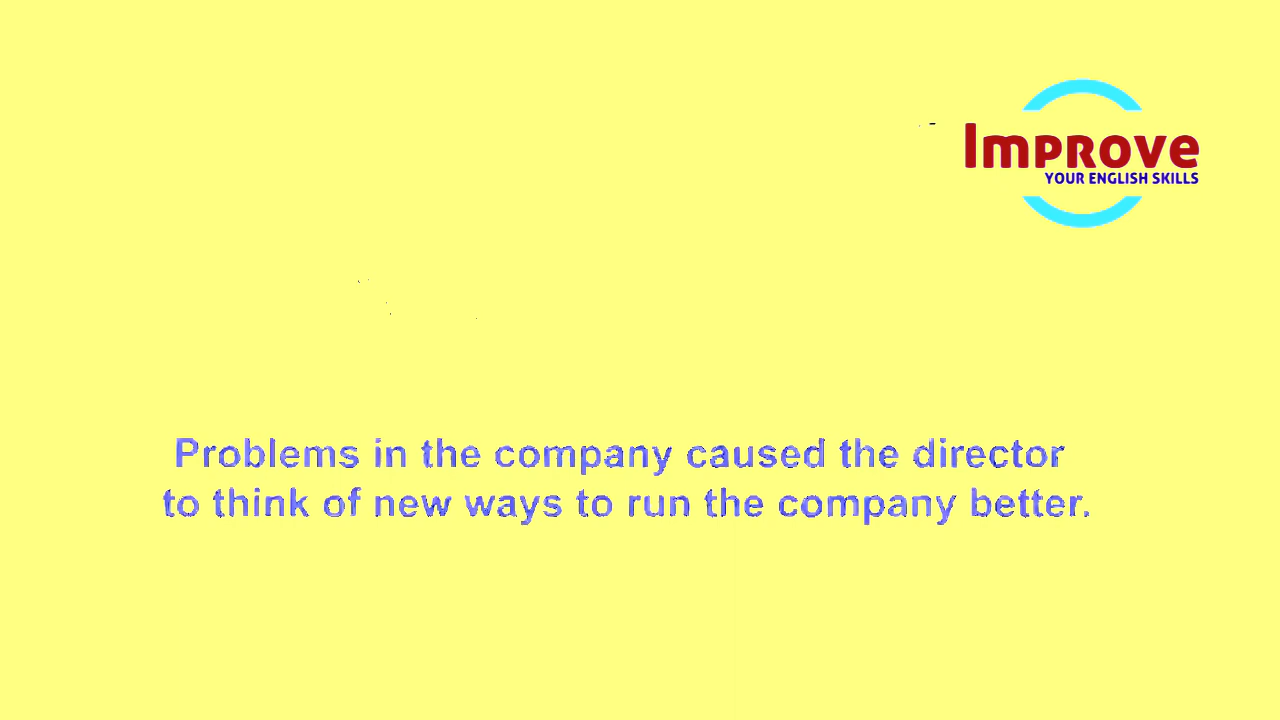 Improve
YOUR ENGLISH SKILLS
Problems in the company caused the director
to think of new ways to run the company better.